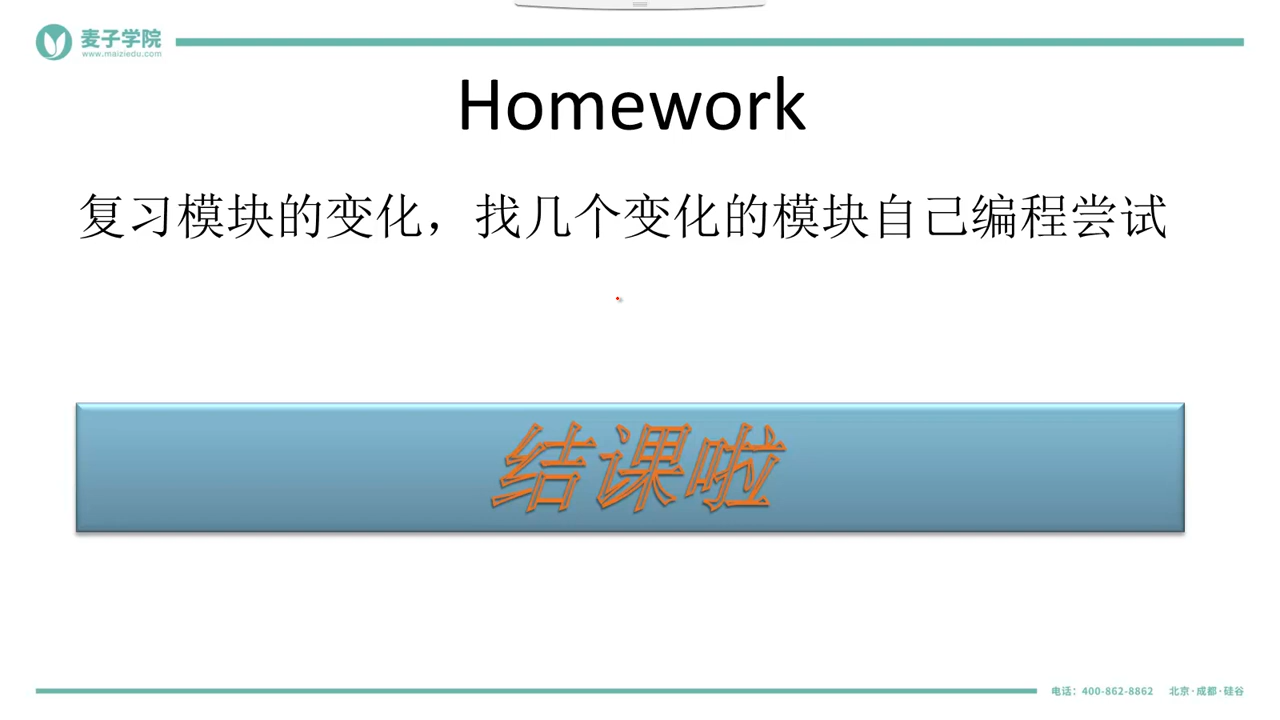 麦子学院
www.maiziedu.com
Homework
复习模块的变化，找几个变化的模块自己编程尝试
结课啦
电话：400-862-8862 北京·成都·硅谷